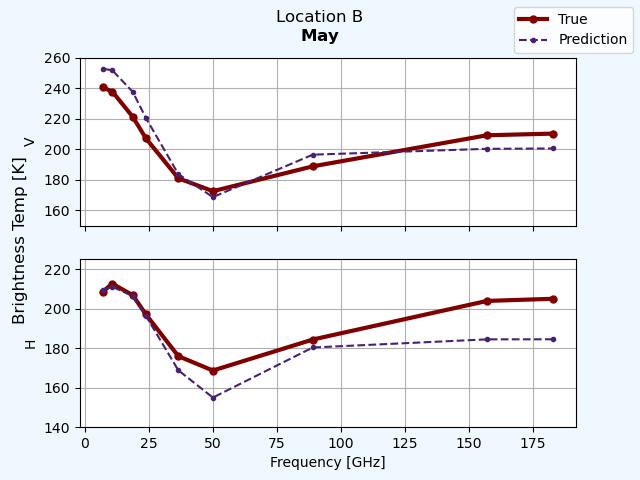 Location B
May
True
Prediction
Brightness Temp [K]
V
260
240
220
200
180
160
H
220
200
180
160
140
0
25
50
75
100
125
150
175
Frequency [GHz]